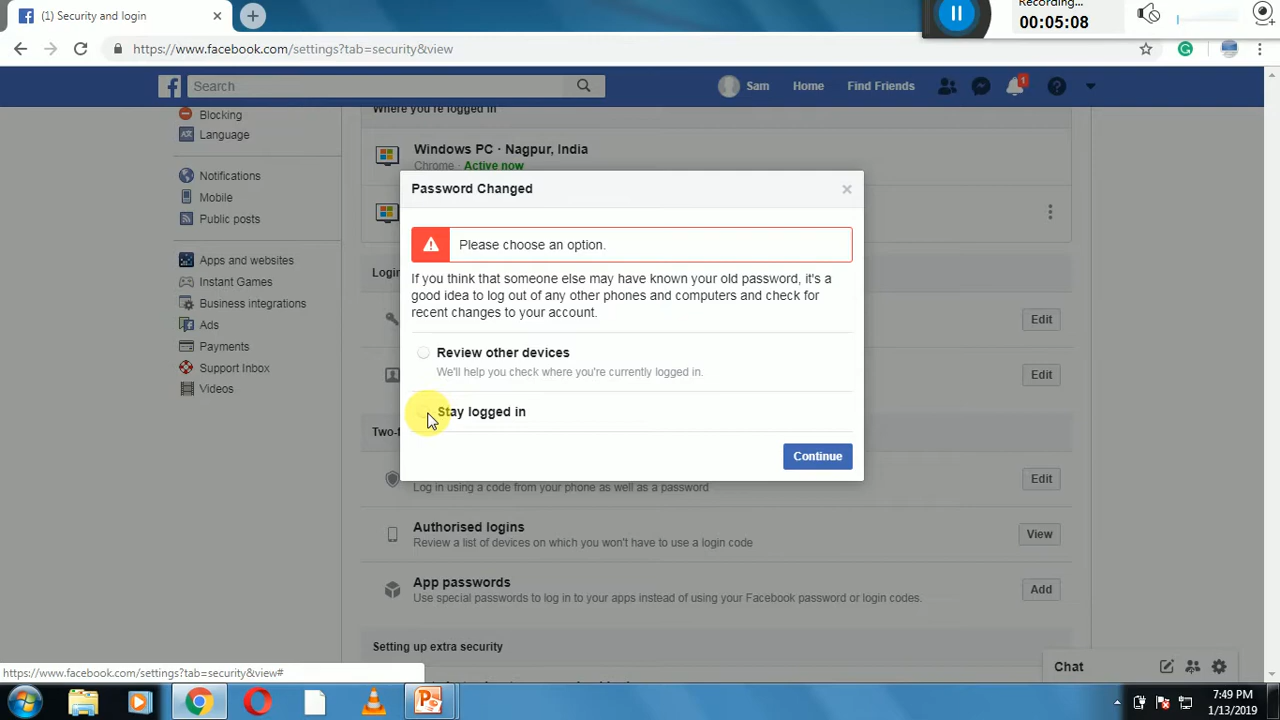 (1) Security and login
Recording...
00:05:08
https://www.facebook.com/settings?tab=security&view
Search
Sam
Home
Find Friends
1
Blocking
Language
Notifications
Mobile
Public posts
Apps and websites
Instant Games
Business integrations
Ads
Payments
Support Inbox
Videos
Where you're logged in
Windows PC · Nagpur, India
Chrome · Active now
Password Changed
Please choose an option.
If you think that someone else may have known your old password, it's a
good idea to log out of any other phones and computers and check for
recent changes to your account.
Review other devices
We'll help you check where you're currently logged in.
Stay logged in
Continue
Login
Edit
Edit
Two-f
Log in using a code from your phone as well as a password
Edit
Authorised logins
Review a list of devices on which you won't have to use a login code
View
App passwords
Use special passwords to log in to your apps instead of using your Facebook password or login codes.
Add
Setting up extra security
Chat
https://www.facebook.com/settings?tab=security&view#
7:49 PM
1/13/2019